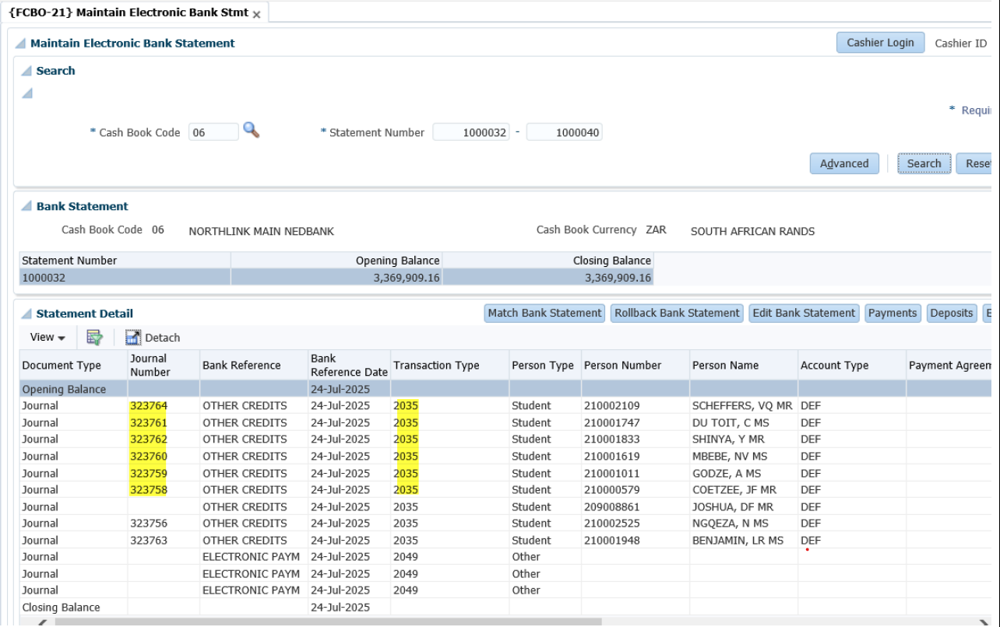 {FCBO-21} Maintain Electronic Bank Stmt x
Maintain Electronic Bank Statement Cashier Login Cashier ID
Search
* Requi
* Cash Book Code 06 * Statement Number 1000032 - 1000040
Advanced Search Reset
Bank Statement
Cash Book Code 06 NORTHLINK MAIN NEDBANK Cash Book Currency ZAR SOUTH AFRICAN RANDS
Statement Number Opening Balance Closing Balance
1000032 3,369,909.16 3,369,909.16
Statement Detail Match Bank Statement Rollback Bank Statement Edit Bank Statement Payments Deposits E
View Detach
Document Type Journal Number Bank Reference Bank Reference Date Transaction Type Person Type Person Number Person Name Account Type Payment Agreem
Opening Balance 24-Jul-2025
Journal 323764 OTHER CREDITS 24-Jul-2025 2035 Student 210002109 SCHEFFERS, VQ MR DEF
Journal 323761 OTHER CREDITS 24-Jul-2025 2035 Student 210001747 DU TOIT, C MS DEF
Journal 323762 OTHER CREDITS 24-Jul-2025 2035 Student 210001833 SHINYA, Y MR DEF
Journal 323760 OTHER CREDITS 24-Jul-2025 2035 Student 210001619 MBEBE, NV MS DEF
Journal 323759 OTHER CREDITS 24-Jul-2025 2035 Student 210001011 GODZE, A MS DEF
Journal 323758 OTHER CREDITS 24-Jul-2025 2035 Student 210000579 COETZEE, JF MR DEF
Journal OTHER CREDITS 24-Jul-2025 2035 Student 209008861 JOSHUA, DF MR DEF
Journal 323756 OTHER CREDITS 24-Jul-2025 2035 Student 210002525 NGQEZA, N MS DEF
Journal 323763 OTHER CREDITS 24-Jul-2025 2035 Student 210001948 BENJAMIN, LR MS DEF
Journal ELECTRONIC PAYM 24-Jul-2025 2049 Other
Journal ELECTRONIC PAYM 24-Jul-2025 2049 Other
Journal ELECTRONIC PAYM 24-Jul-2025 2049 Other
Closing Balance 24-Jul-2025